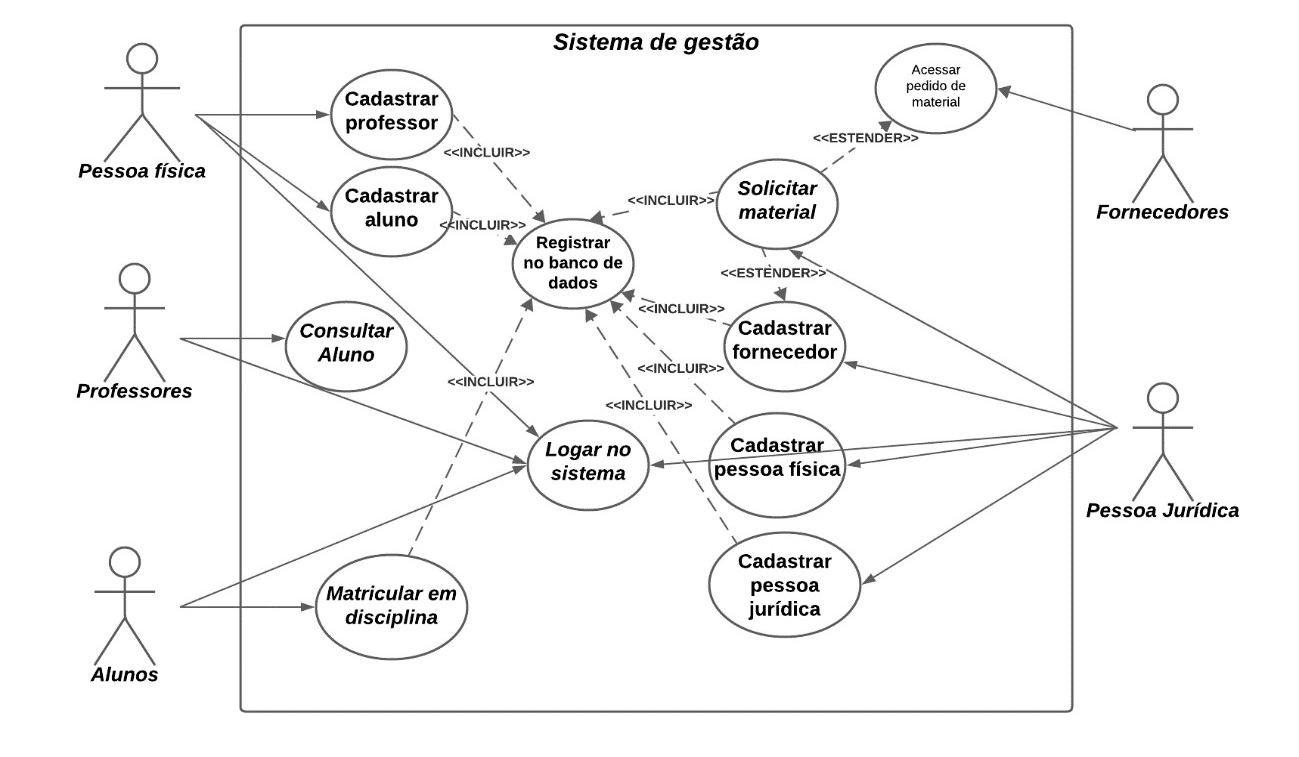 Sistema de gestão
Pessoa física
Cadastrar
professor
<<INCLUIR>>
Cadastrar
aluno
<<INCLUIR>>
Registrar
no banco de
dados
<<INCLUIR>>
Solicitar
material
<<ESTENDER>>
Acessar
pedido de
material
Fornecedores
<<ESTENDER>>
Professores
Consultar
Aluno
<<INCLUIR>>
Cadastrar
fornecedor
<<INCLUIR>>
<<INCLUIR>>
<<INCLUIR>>
Logar no
sistema
Cadastrar
pessoa física
Pessoa Jurídica
Cadastrar
pessoa
jurídica
Matricular em
disciplina
Alunos